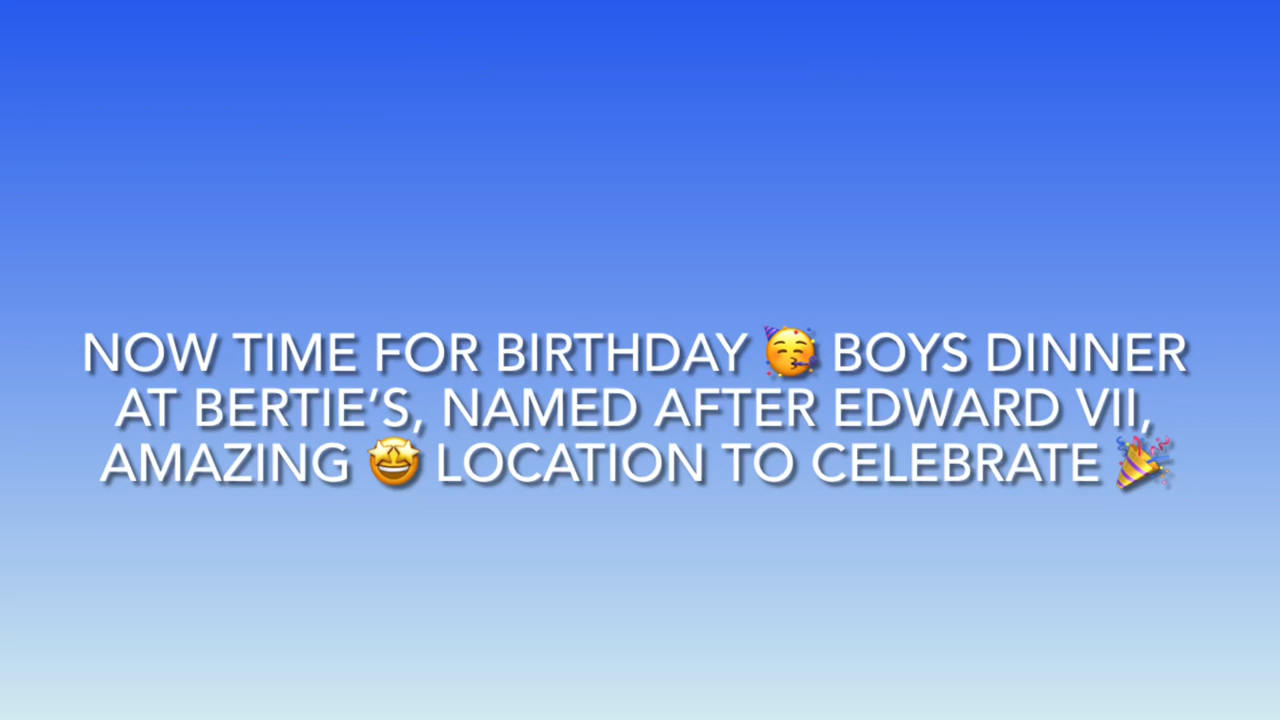 NOW TIME FOR BIRTHDAY 🥳 BOYS DINNER
AT BERTIE’S, NAMED AFTER EDWARD VII,
AMAZING 🤩 LOCATION TO CELEBRATE 🎉